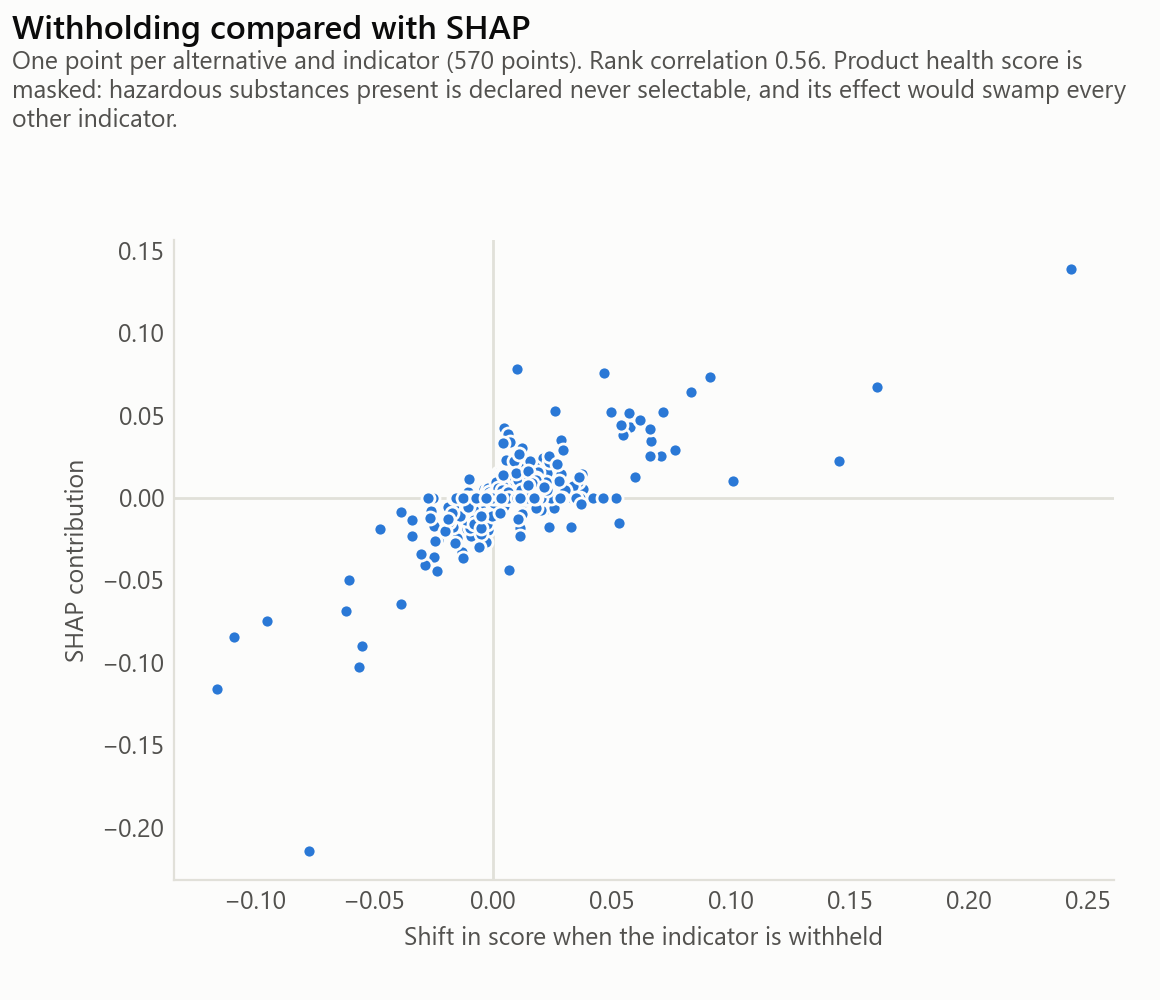 Withholding compared with SHAP
One point per alternative and indicator (570 points). Rank correlation 0.56. Product health score is
masked: hazardous substances present is declared never selectable, and its effect would swamp every
other indicator.
0.15
0.10
0.05
0.00
−0.05
−0.10
−0.15
−0.20
SHAP contribution
−0.10
−0.05
0.00
0.05
0.10
0.15
0.20
0.25
Shift in score when the indicator is withheld